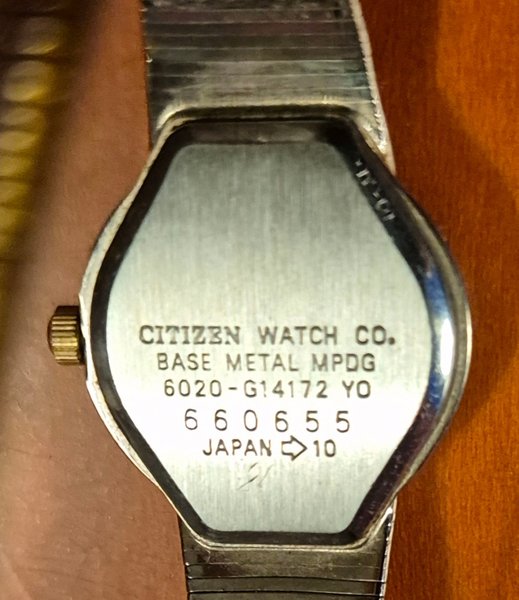 CITIZEN WATCH CO.
BASE METAL MPDG
6020-G14172 YO
660655
JAPAN ⇨10